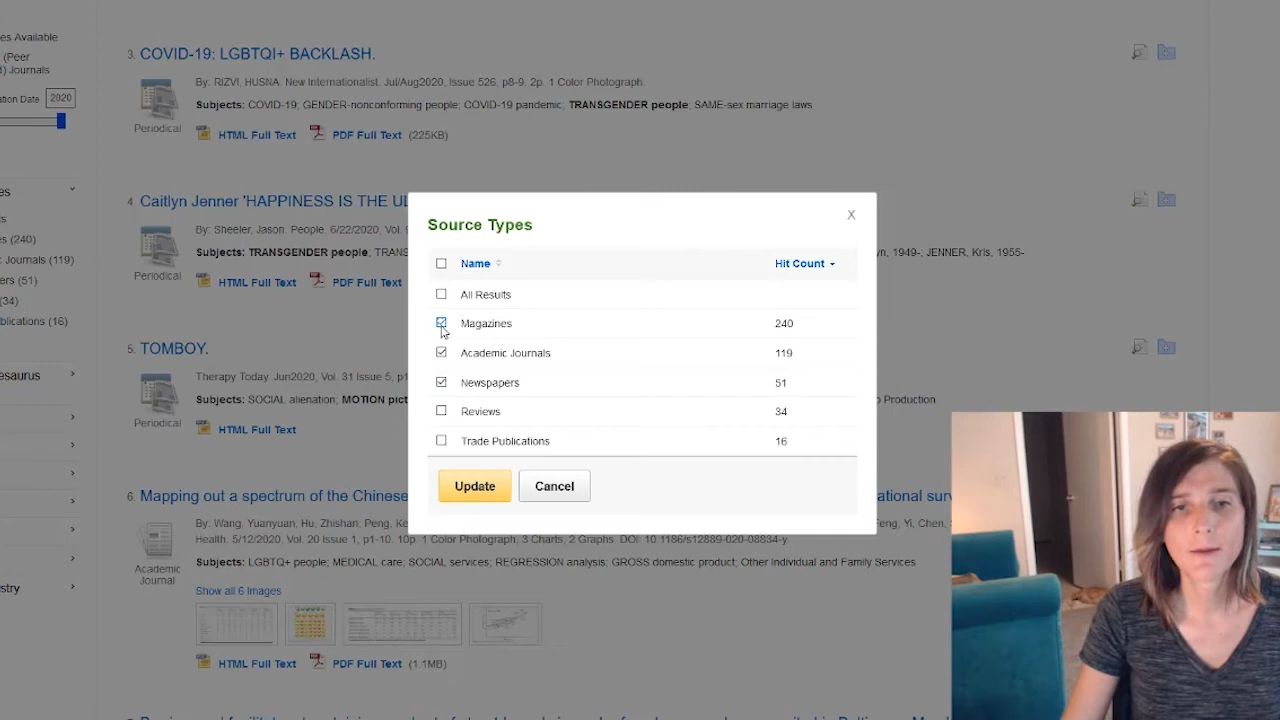 es Available
(Peer
d) Journals
ation Date 2020
es
s
es (240)
c Journals (119)
ers (51)
(34)
ublications (16)
esaurus
stry
3. COVID-19: LGBTQI+ BACKLASH.
By: RIZVI, HUSNA. New Internationalist. Jul/Aug2020, Issue 526, p8-9. 2p. 1 Color Photograph.
Subjects: COVID-19; GENDER-nonconforming people; COVID-19 pandemic; TRANSGENDER people; SAME-sex marriage laws
Periodical
HTML Full Text PDF Full Text (225KB)
4 Caitlyn Jenner 'HAPPINESS IS THE UL
By: Sheeler, Jason. People. 6/22/2020, Vol. 9
Subjects: TRANSGENDER people; TRANS
n, 1949-; JENNER, Kris, 1955-
Periodical
HTML Full Text PDF Full Text
5. TOMBOY.
Therapy Today. Jun2020, Vol. 31 Issue 5, p1
Subjects: SOCIAL alienation; MOTION pict
& Production
Periodical
HTML Full Text
6. Mapping out a spectrum of the Chinese
ational surv
By: Wang, Yuanyuan, Hu, Zhishan; Peng, Ke
Feng, Yi, Chen,
Health. 5/12/2020, Vol. 20 Issue 1, p1-10. 10p. 1 Color Photograph, 3 Charts, 2 Graphs. DOI: 10.1186/s12889-020-08834-y.
Subjects: LGBTQ+ people; MEDICAL care; SOCIAL services; REGRESSION analysis; GROSS domestic product; Other Individual and Family Services
Academic
Journal
Show all 6 Images
HTML Full Text PDF Full Text (1.1MB)
Source Types
X
Name Hit Count
All Results
Magazines 240
Academic Journals 119
Newspapers 51
Reviews 34
Trade Publications 16
Update Cancel